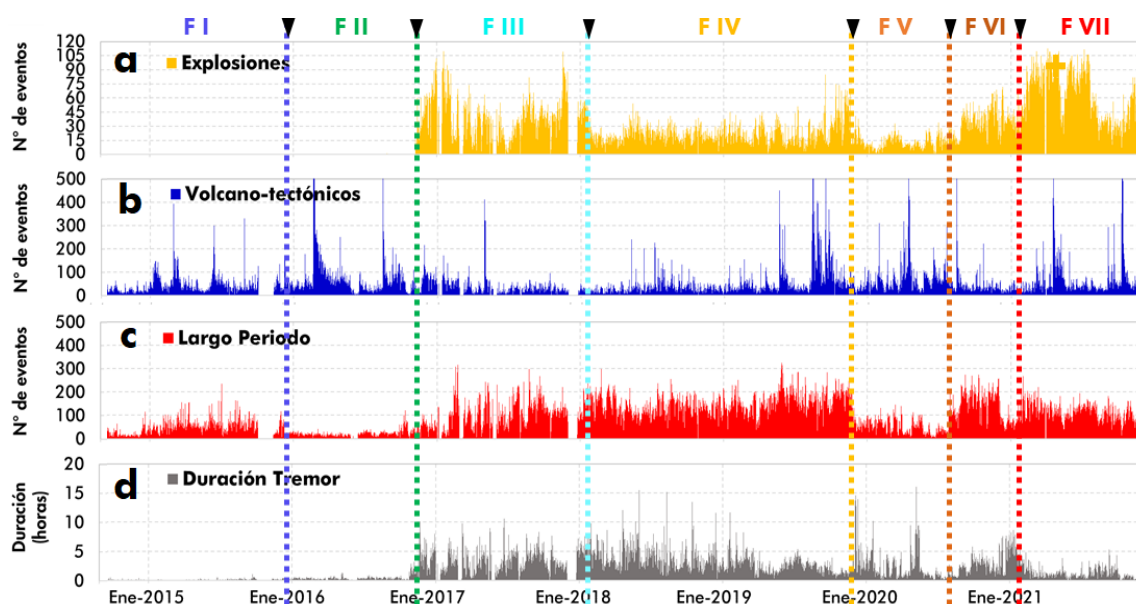 F I F II F III F IV F V F VI F VII
a Explosiones
N° de eventos
120
105
90
75
60
45
30
15
0
b Volcano-tectónicos
N° de eventos
500
400
300
200
100
0
c Largo Periodo
N° de eventos
500
400
300
200
100
0
d Duración Tremor
Duración
(horas)
20
15
10
5
0
Ene-2015 Ene-2016 Ene-2017 Ene-2018 Ene-2019 Ene-2020 Ene-2021